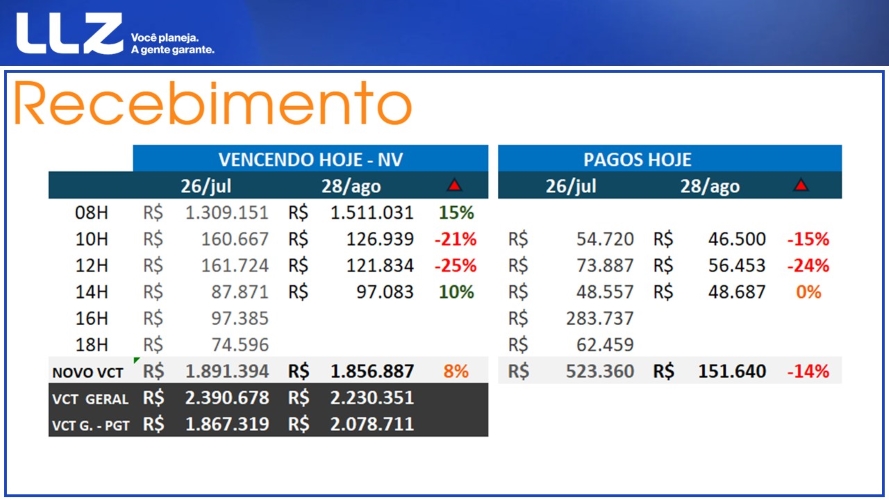 LLZ Você planeja.
A gente garante.
Recebimento
VENCENDO HOJE - NV PAGOS HOJE
26/jul 28/ago 26/jul 28/ago
08H R$ 1.309.151 R$ 1.511.031 15%
10H R$ 160.667 R$ 126.939 -21% R$ 54.720 R$ 46.500 -15%
12H R$ 161.724 R$ 121.834 -25% R$ 73.887 R$ 56.453 -24%
14H R$ 87.871 R$ 97.083 10% R$ 48.557 R$ 48.687 0%
16H R$ 97.385 R$ 283.737
18H R$ 74.596 R$ 62.459
NOVO VCT R$ 1.891.394 R$ 1.856.887 8% R$ 523.360 R$ 151.640 -14%
VCT GERAL R$ 2.390.678 R$ 2.230.351
VCT G. - PGT R$ 1.867.319 R$ 2.078.711